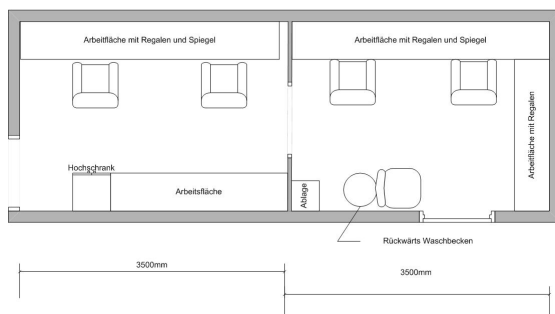 Arbeitfläche mit Regalen und Spiegel
Arbeitfläche mit Regalen und Spiegel
Arbeitfläche mit Regalen
Hochschrank
Arbeitsfläche
Ablage
Rückwärts Waschbecken
3500mm
3500mm